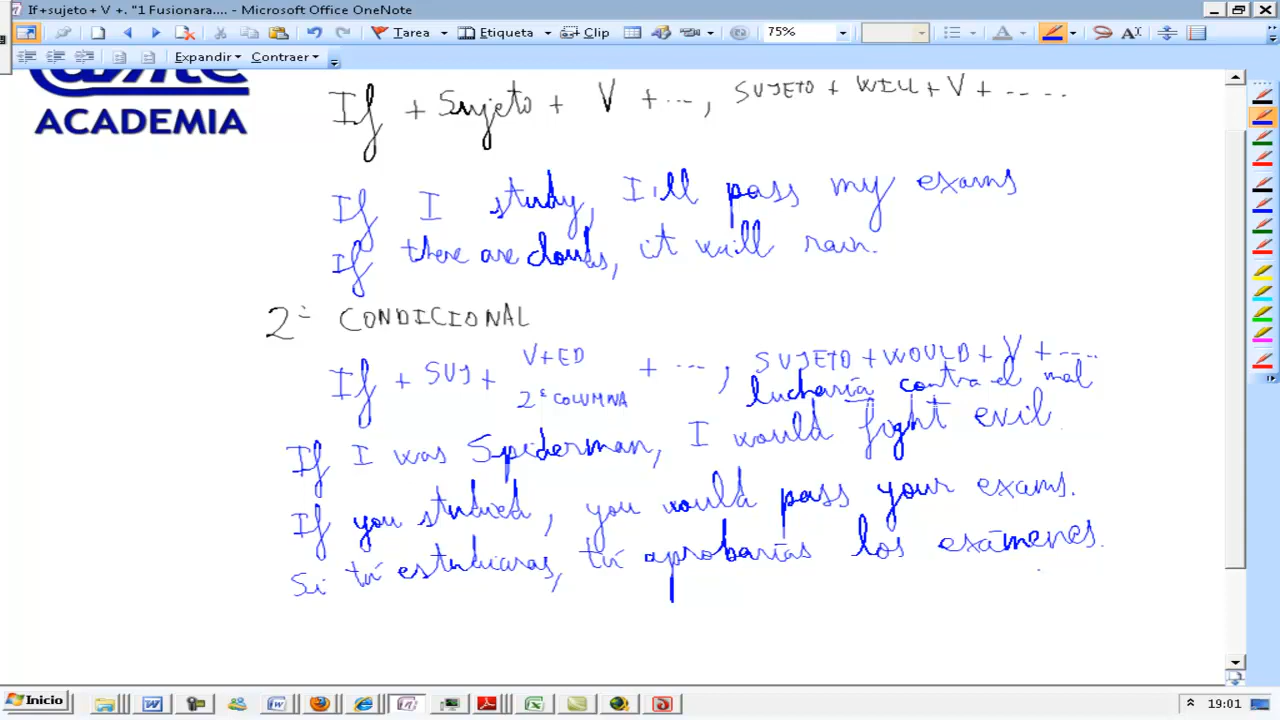 If+sujeto+ V +. "1 Fusionara.... - Microsoft Office OneNote
Tarea Etiqueta Clip 75%
Expandir Contraer
ACADEMIA
If + Sujeto + V + ..., SUJETO + WILL + V + .....
If I study, I'll pass my exams
If there are clouds, it will rain.
2º CONDICIONAL
If + SUJ + V+ED + ..., SUJETO + WOULD + V + ....
2ª COLUMNA
lucharía contra el mal
If I was Spiderman, I would fight evil
If you studied, you would pass your exams.
Si tú estudiaras, tú aprobarías los exámenes.
Inicio 19:01